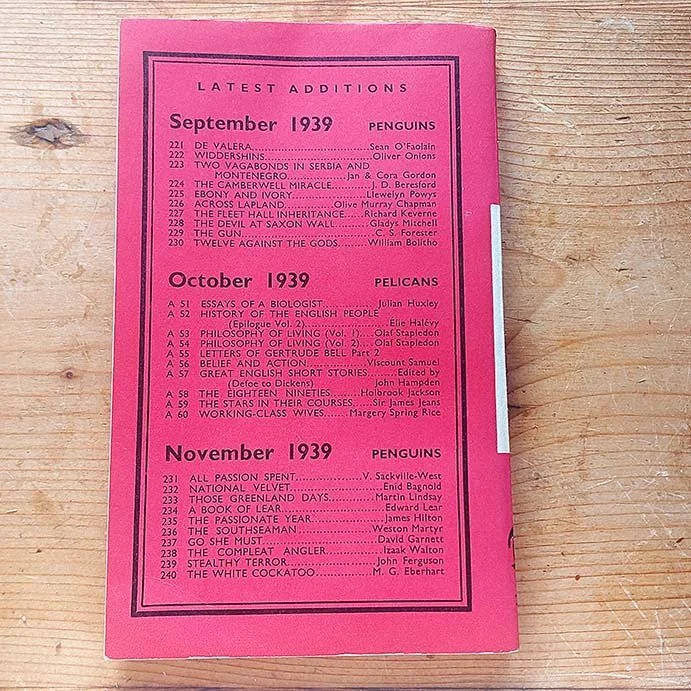 LATEST ADDITIONS
September 1939 PENGUINS
221 DE VALERA..............................Sean O'Faolain
222 WIDDERSHINS...........................Oliver Onions
223 TWO VAGABONDS IN SERBIA AND
MONTENEGRO....................Jan & Cora Gordon
224 THE CAMBERWELL MIRACLE...........J. D. Beresford
225 EBONY AND IVORY.....................Llewelyn Powys
226 ACROSS LAPLAND...........Olive Murray Chapman
227 THE FLEET HALL INHERITANCE.....Richard Keverne
228 THE DEVIL AT SAXON WALL........Gladys Mitchell
229 THE GUN...................................C. S. Forester
230 TWELVE AGAINST THE GODS........William Bolitho
October 1939 PELICANS
A 51 ESSAYS OF A BIOLOGIST............... Julian Huxley
A 52 HISTORY OF THE ENGLISH PEOPLE
(Epilogue Vol. 2)........................Elie Halévy
A 53 PHILOSOPHY OF LIVING (Vol. 1)....Olaf Stapledon
A 54 PHILOSOPHY OF LIVING (Vol. 2)....Olaf Stapledon
A 55 LETTERS OF GERTRUDE BELL Part 2
A 56 BELIEF AND ACTION.................Viscount Samuel
A 57 GREAT ENGLISH SHORT STORIES........Edited by
(Defoe to Dickens) John Hampden
A 58 THE EIGHTEEN NINETIES.........Holbrook Jackson
A 59 THE STARS IN THEIR COURSES......Sir James Jeans
A 60 WORKING-CLASS WIVES.......Margery Spring Rice
November 1939 PENGUINS
231 ALL PASSION SPENT...................V. Sackville-West
232 NATIONAL VELVET.........................Enid Bagnold
233 THOSE GREENLAND DAYS.............Martin Lindsay
234 A BOOK OF LEAR..........................Edward Lear
235 THE PASSIONATE YEAR....................James Hilton
236 THE SOUTHSEAMAN....................Weston Martyr
237 GO SHE MUST..............................David Garnett
238 THE COMPLEAT ANGLER................Izaak Walton
239 STEALTHY TERROR........................John Ferguson
240 THE WHITE COCKATOO................M. G. Eberhart